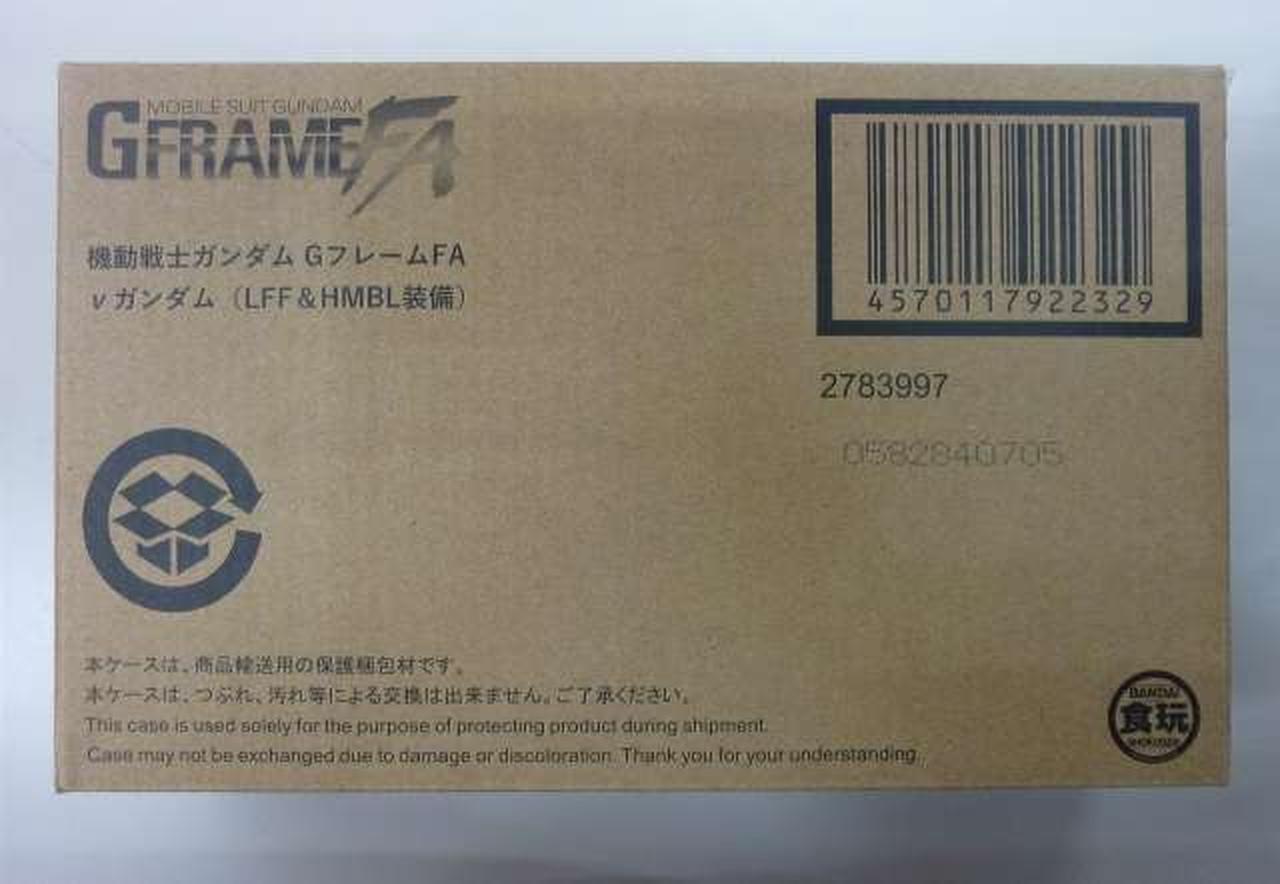 MOBILE SUIT GUNDAM
GFRAME FA
機動戦士ガンダム GフレームFA
νガンダム（LFF＆HMBL装備）
4570117922329
2783997
0582840705
本ケースは、商品輸送用の保護梱包材です。
本ケースは、つぶれ、汚れ等による交換は出来ません。ご了承ください。
This case is used solely for the purpose of protecting product during shipment.
Case may not be exchanged due to damage or discoloration. Thank you for your understanding.
BANDAI
食玩
SHOKUGAN